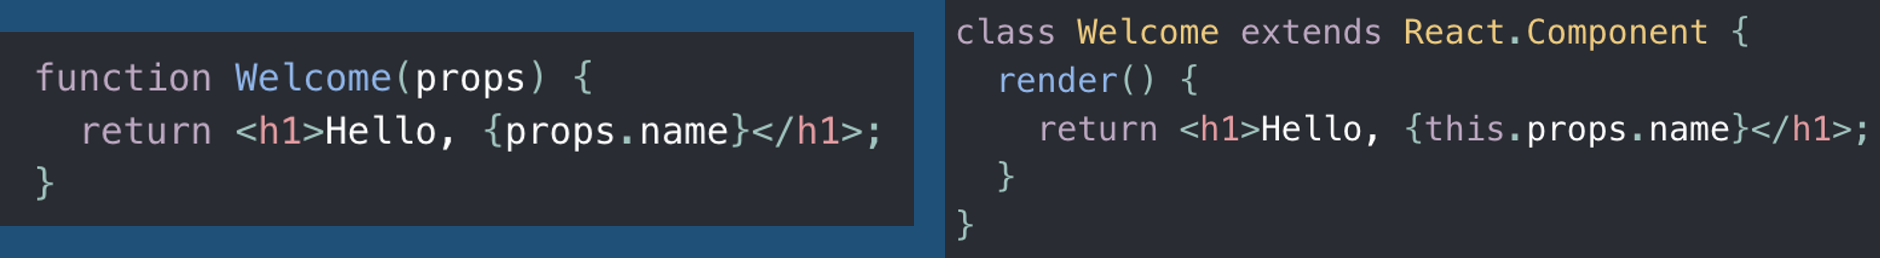 function Welcome(props) {
  return <h1>Hello, {props.name}</h1>;
}
class Welcome extends React.Component {
  render() {
    return <h1>Hello, {this.props.name}</h1>;
  }
}